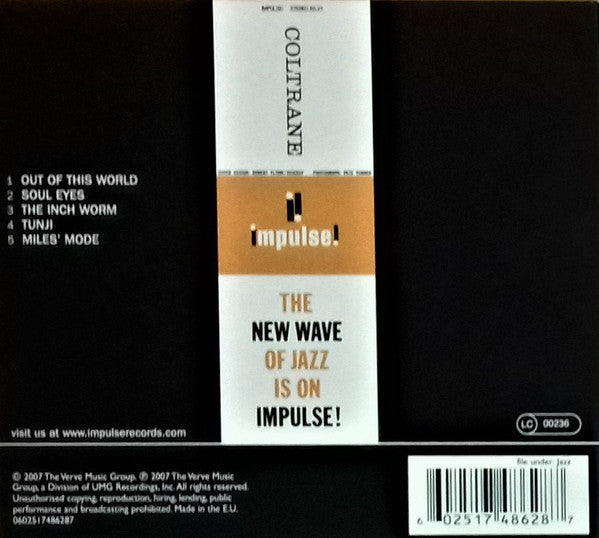 IMPULSE! STEREO A(S)-21
COLTRANE
1 OUT OF THIS WORLD
2 SOUL EYES
3 THE INCH WORM
4 TUNJI
5 MILES' MODE
impulse!
THE
NEW WAVE
OF JAZZ
IS ON
IMPULSE!
visit us at www.impulserecords.com
LC 00236
file under jazz
© 2007 The Verve Music Group. ℗ 2007 The Verve Music
Group, a Division of UMG Recordings, Inc. All rights reserved.
Unauthorised copying, reproduction, hiring, lending, public
performance and broadcasting prohibited. Made in the E.U.
0602517486287
6 02517 48628 7